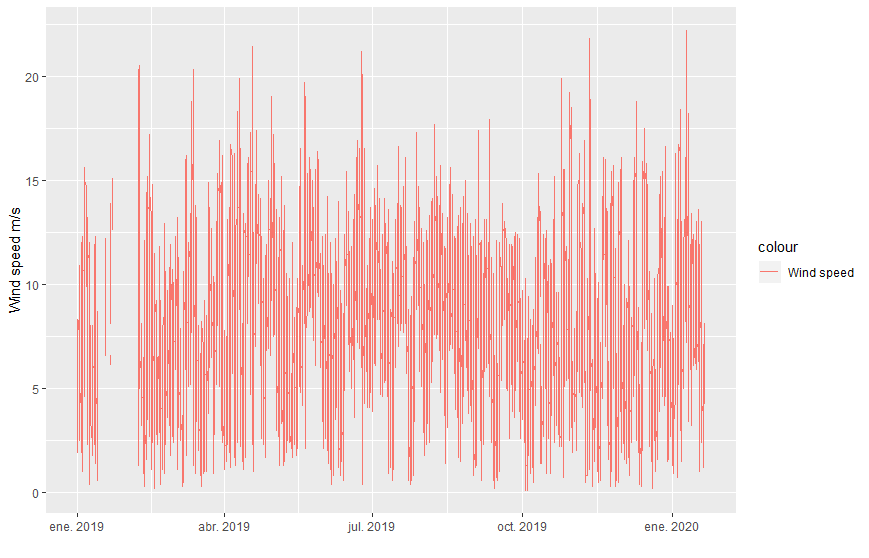 20
15
10
5
0
Wind speed m/s
ene. 2019
abr. 2019
jul. 2019
oct. 2019
ene. 2020
colour
Wind speed